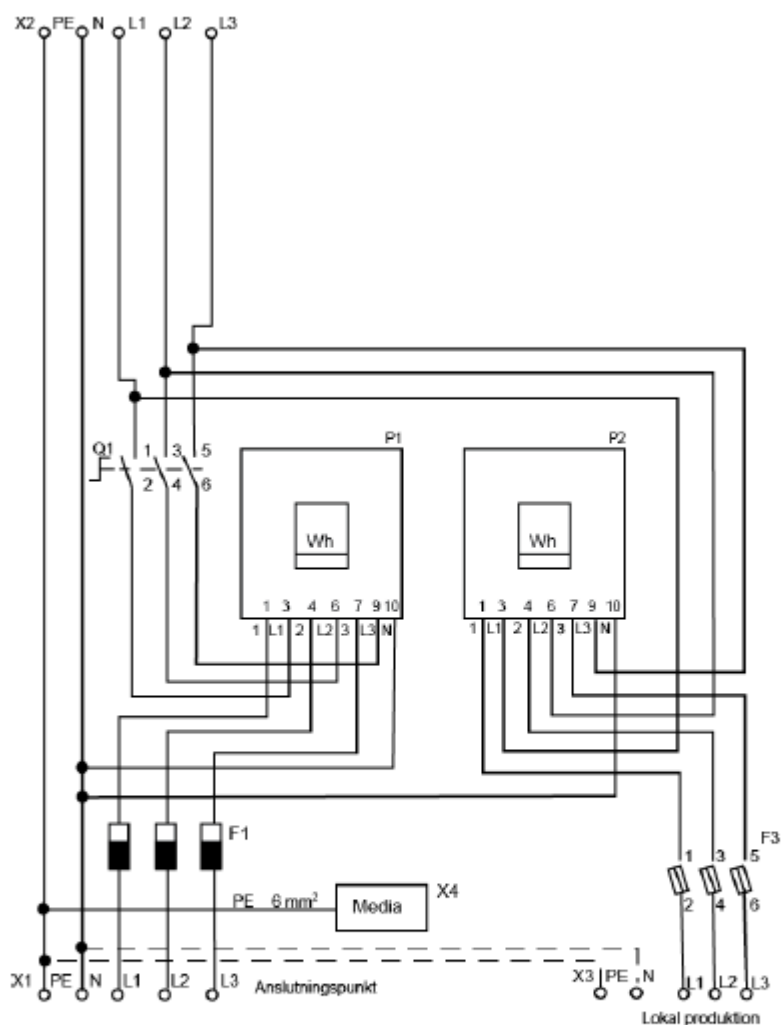 X2 PE N L1 L2 L3
P1 P2
Q1 1 3 5
2 4 6
Wh Wh
1 3 4 6 7 9 10 1 3 4 6 7 9 10
1 L1 2 L2 3 L3 N 1 L1 2 L2 3 L3 N
F1 F3
1 3 5
2 4 6
PE 6 mm² Media X4
X1 PE N L1 L2 L3 Anslutningspunkt X3 PE N L1 L2 L3
Lokal produktion